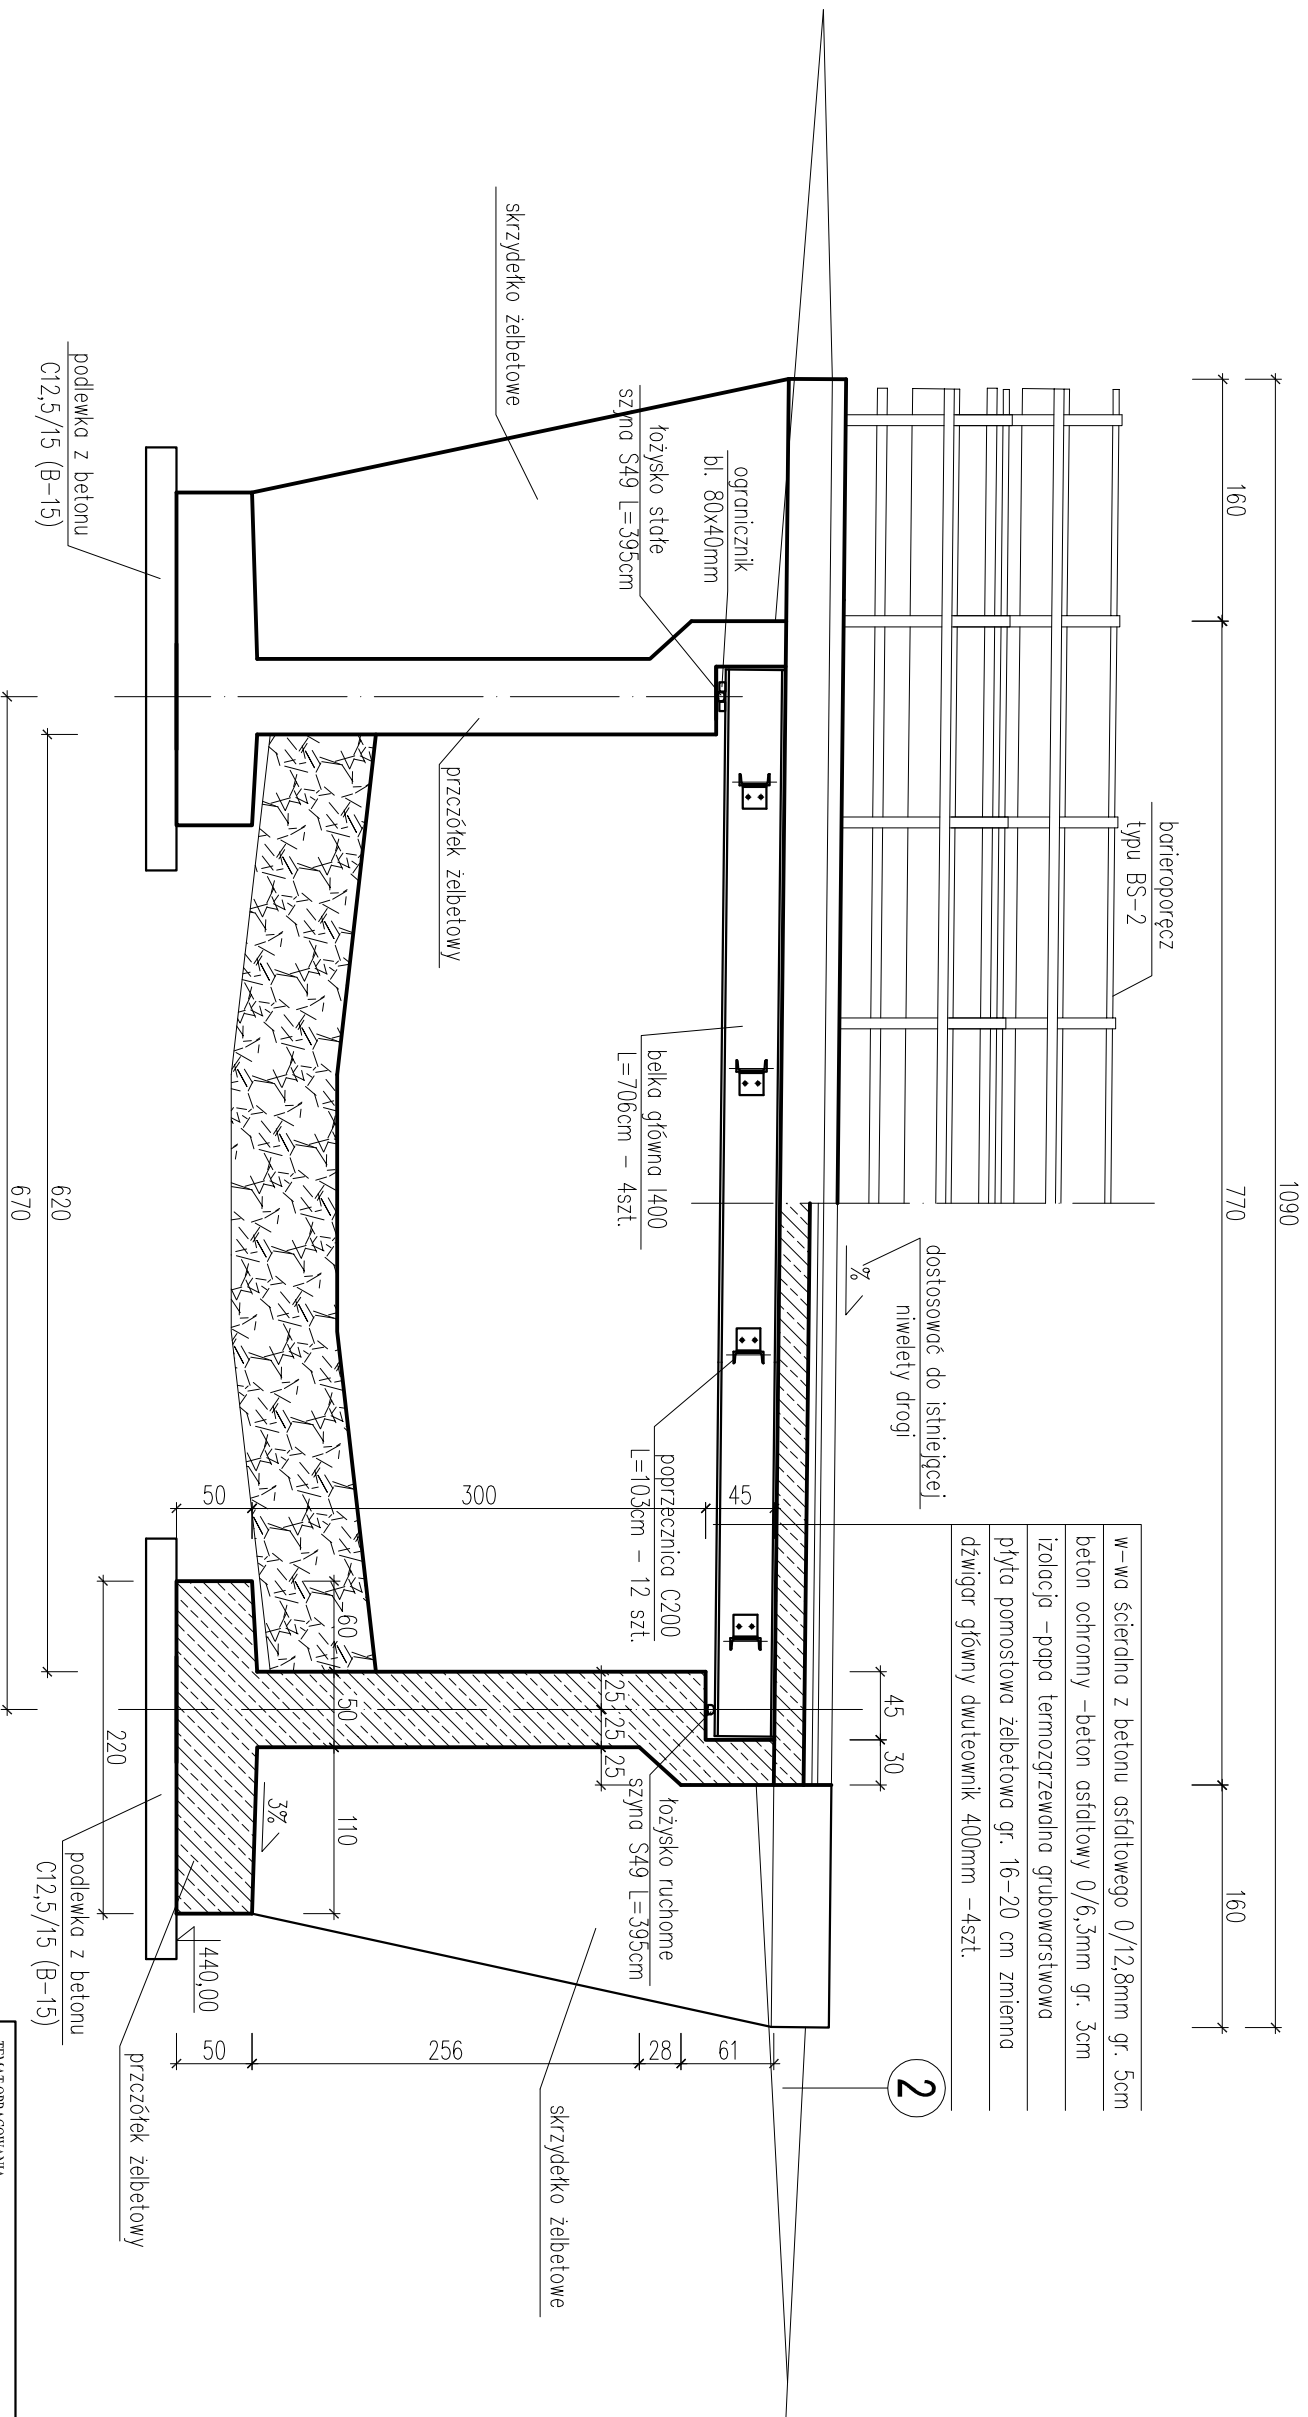 1090
160
770
160
barieroporęcz
typu BS-2
w-wa ścieralna z betonu asfaltowego 0/12,8mm gr. 5cm
beton ochronny -beton asfaltowy 0/6,3mm gr. 3cm
izolacja -papa termozgrzewalna grubowarstwowa
płyta pomostowa żelbetowa gr. 16-20 cm zmienna
dźwigar główny dwuteownik 400mm -4szt.
2
dostosować do istniejącej
niwelety drogi
%
45
30
ogranicznik
bl. 80x40mm
łożysko stałe
szyna S49 L=395cm
belka główna I400
L=706cm - 4szt.
poprzecznica C200
L=103cm - 12 szt.
łożysko ruchome
szyna S49 L=395cm
skrzydełko żelbetowe
skrzydełko żelbetowe
przczółek żelbetowy
45
300
50
25
25
25
60
50
110
3%
61
28
256
50
440,00
220
podlewka z betonu
C12,5/15 (B-15)
podlewka z betonu
C12,5/15 (B-15)
przczółek żelbetowy
620
670